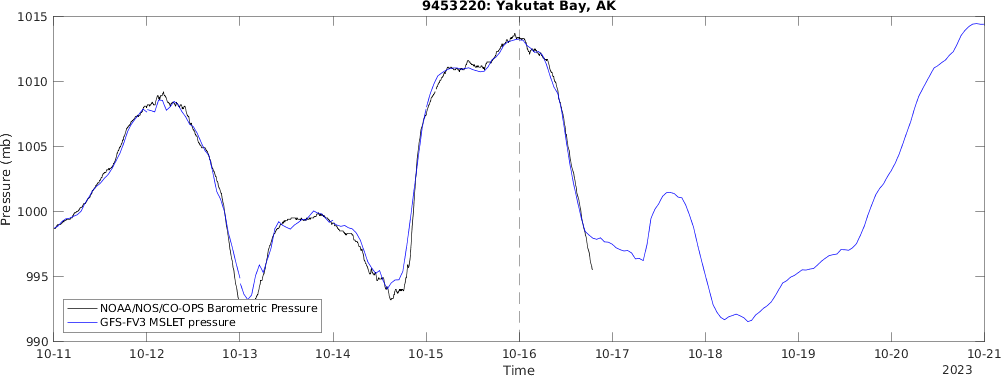 9453220: Yakutat Bay, AK
Pressure (mb)
1015
1010
1005
1000
995
990
NOAA/NOS/CO-OPS Barometric Pressure
GFS-FV3 MSLET pressure
10-11 10-12 10-13 10-14 10-15 10-16 10-17 10-18 10-19 10-20 10-21
Time
2023